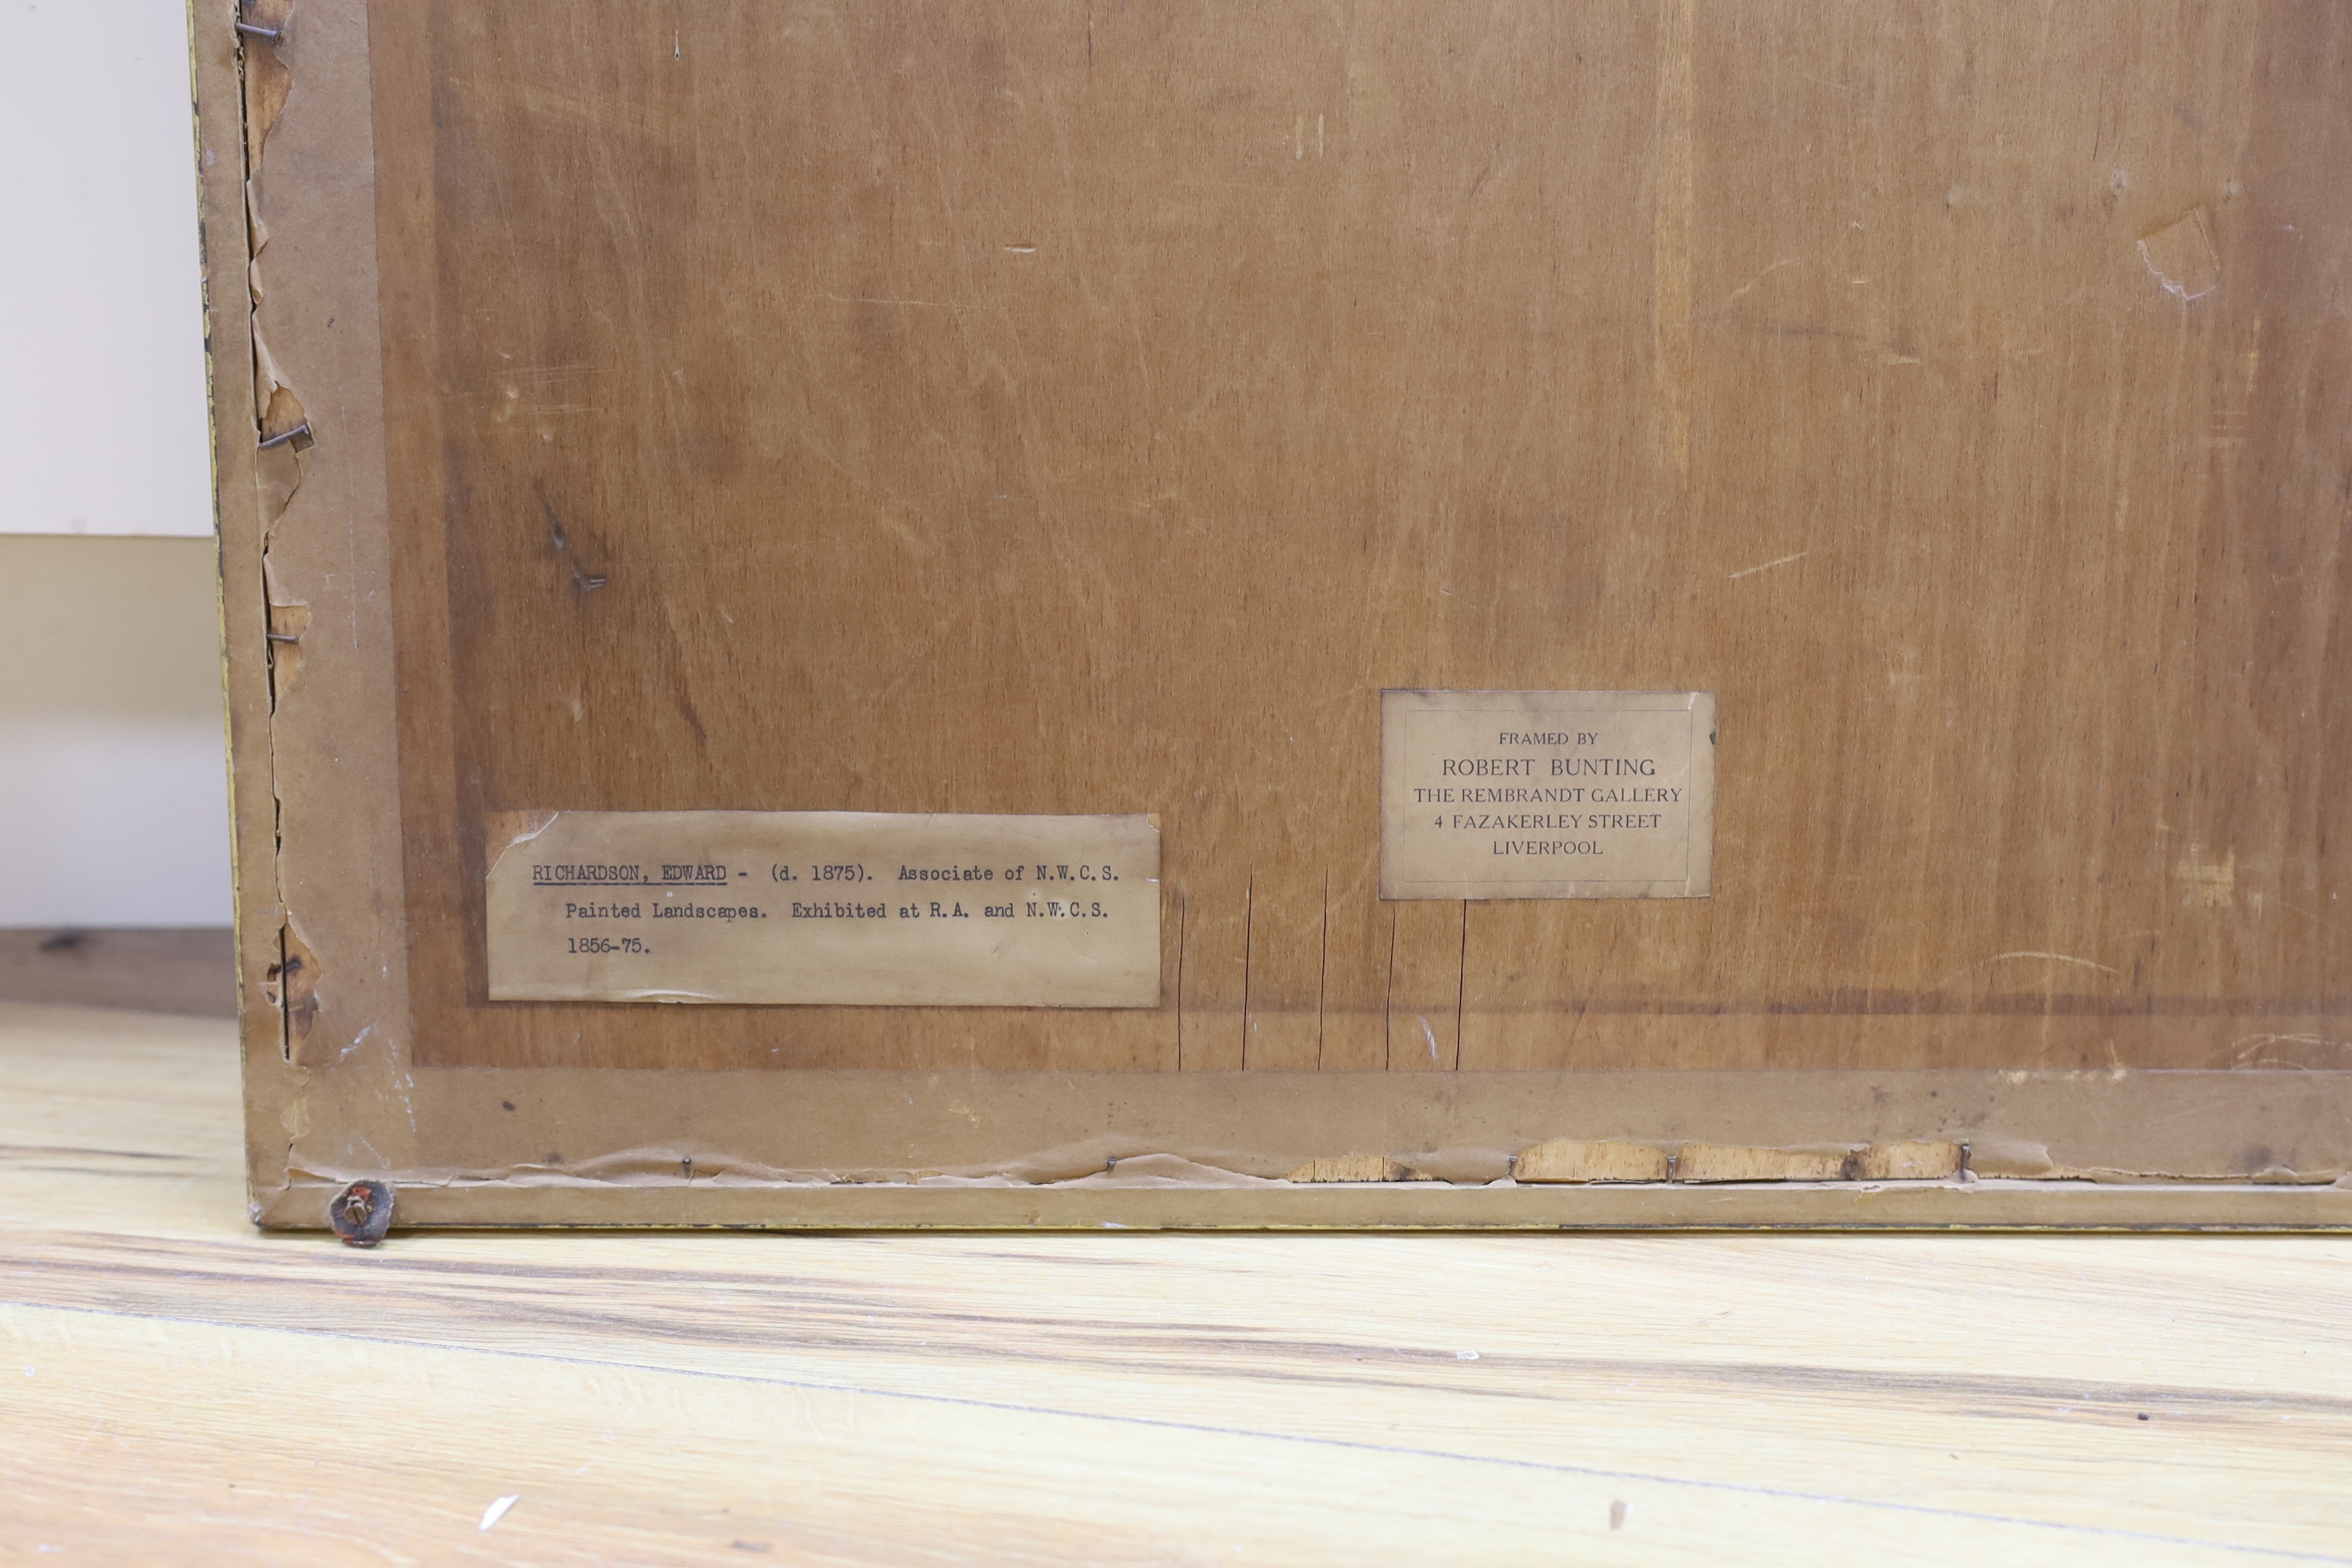 RICHARDSON, EDWARD - (d. 1875). Associate of N.W.C.S.
Painted Landscapes. Exhibited at R.A. and N.W.C.S.
1856-75.
FRAMED BY
ROBERT BUNTING
THE REMBRANDT GALLERY
4 FAZAKERLEY STREET
LIVERPOOL